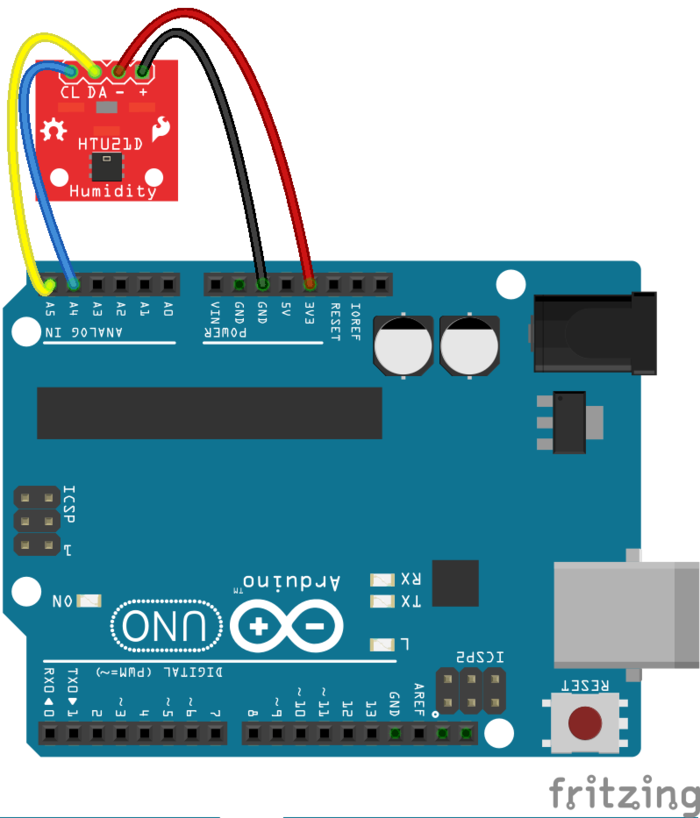 CL DA - +
HTU21D
Humidity
A5 A4 A3 A2 A1 A0
VIN GND GND 5V 3V3 RESET IOREF
ANALOG IN
POWER
ICSP
1
RX
Arduino™
TX
ON
UNO
L
DIGITAL (PWM=~)
ICSP2
RESET
RX0◀0 TX0▶1 2 ~3 4 ~5 ~6 7 8 ~9 ~10 ~11 12 13 GND AREF
fritzing